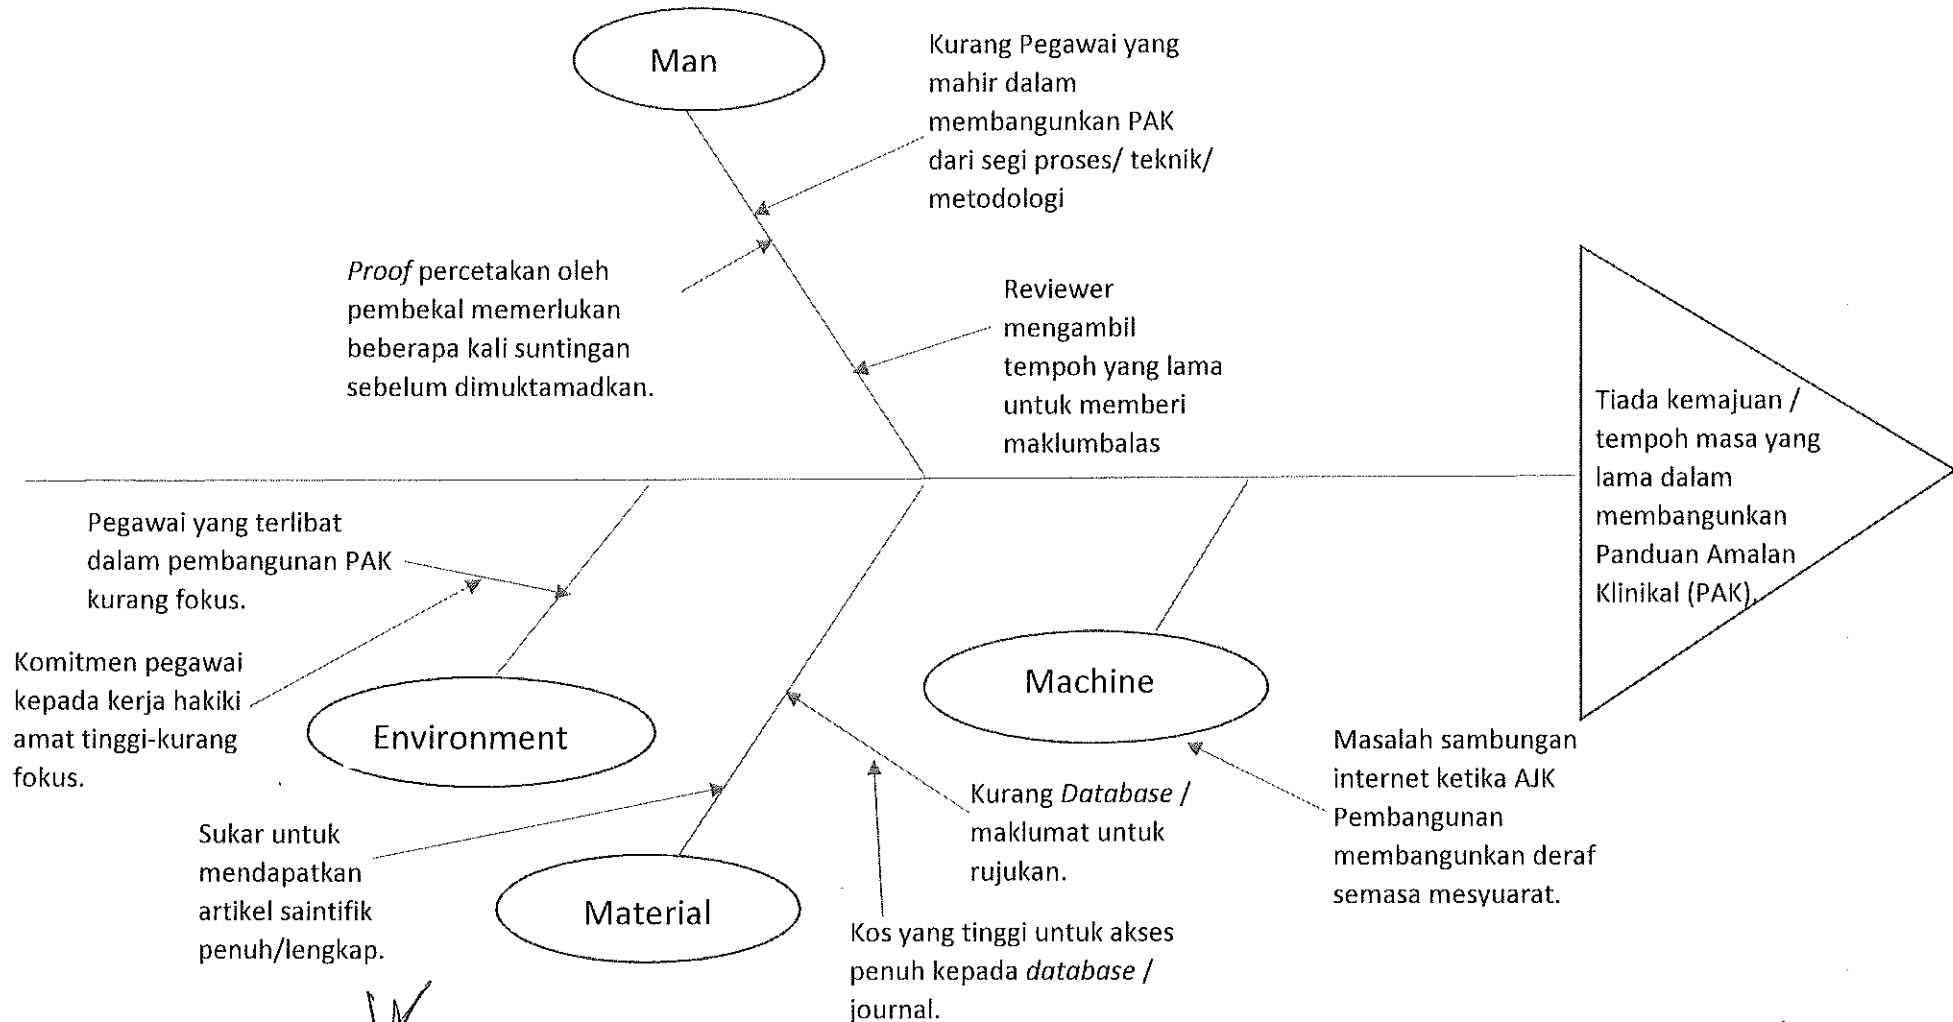 Man
Kurang Pegawai yang
mahir dalam
membangunkan PAK
dari segi proses/ teknik/
metodologi
Proof percetakan oleh
pembekal memerlukan
beberapa kali suntingan
sebelum dimuktamadkan.
Reviewer
mengambil
tempoh yang lama
untuk memberi
maklumbalas
Tiada kemajuan /
tempoh masa yang
lama dalam
membangunkan
Panduan Amalan
Klinikal (PAK).
Pegawai yang terlibat
dalam pembangunan PAK
kurang fokus.
Komitmen pegawai
kepada kerja hakiki
amat tinggi-kurang
fokus.
Environment
Machine
Masalah sambungan
internet ketika AJK
Pembangunan
membangunkan deraf
semasa mesyuarat.
Sukar untuk
mendapatkan
artikel saintifik
penuh/lengkap.
Material
Kurang Database /
maklumat untuk
rujukan.
Kos yang tinggi untuk akses
penuh kepada database /
journal.